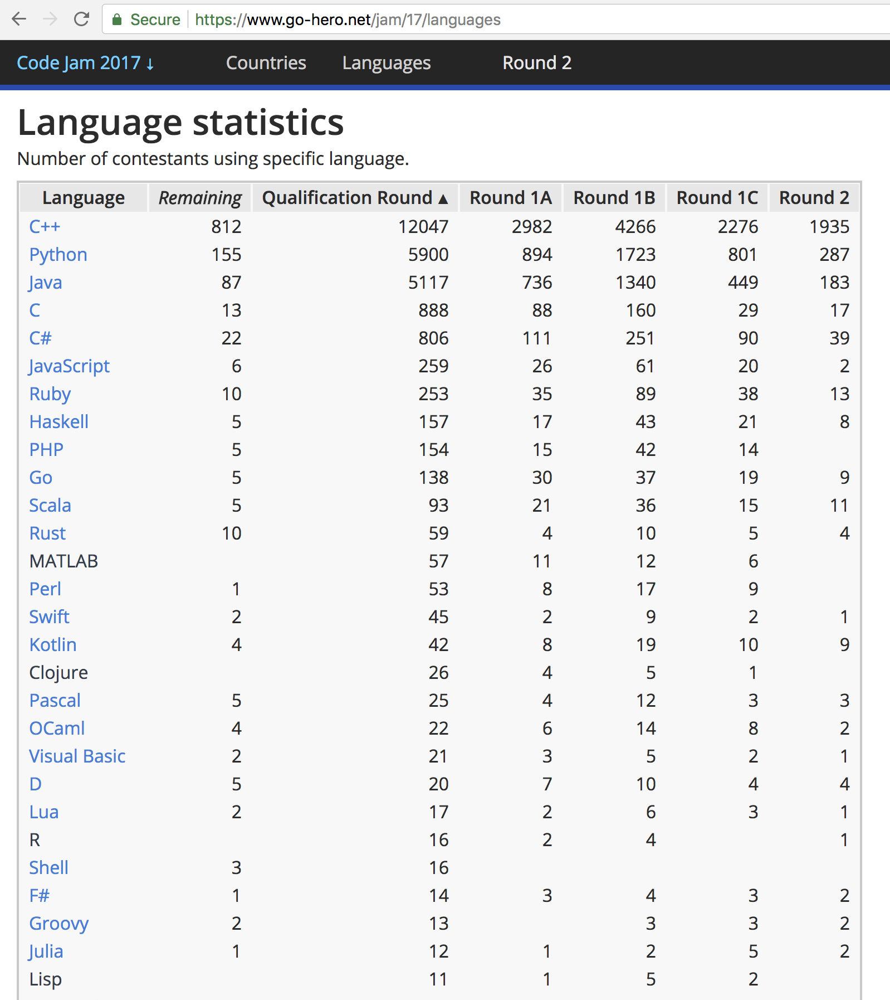 Secure https://www.go-hero.net/jam/17/languages
Code Jam 2017 ↓ Countries Languages Round 2
Language statistics
Number of contestants using specific language.
Language Remaining Qualification Round ▲ Round 1A Round 1B Round 1C Round 2
C++ 812 12047 2982 4266 2276 1935
Python 155 5900 894 1723 801 287
Java 87 5117 736 1340 449 183
C 13 888 88 160 29 17
C# 22 806 111 251 90 39
JavaScript 6 259 26 61 20 2
Ruby 10 253 35 89 38 13
Haskell 5 157 17 43 21 8
PHP 5 154 15 42 14
Go 5 138 30 37 19 9
Scala 5 93 21 36 15 11
Rust 10 59 4 10 5 4
MATLAB 57 11 12 6
Perl 1 53 8 17 9
Swift 2 45 2 9 2 1
Kotlin 4 42 8 19 10 9
Clojure 26 4 5 1
Pascal 5 25 4 12 3 3
OCaml 4 22 6 14 8 2
Visual Basic 2 21 3 5 2 1
D 5 20 7 10 4 4
Lua 2 17 2 6 3 1
R 16 2 4 1
Shell 3 16
F# 1 14 3 4 3 2
Groovy 2 13 3 3 2
Julia 1 12 1 2 5 2
Lisp 11 1 5 2